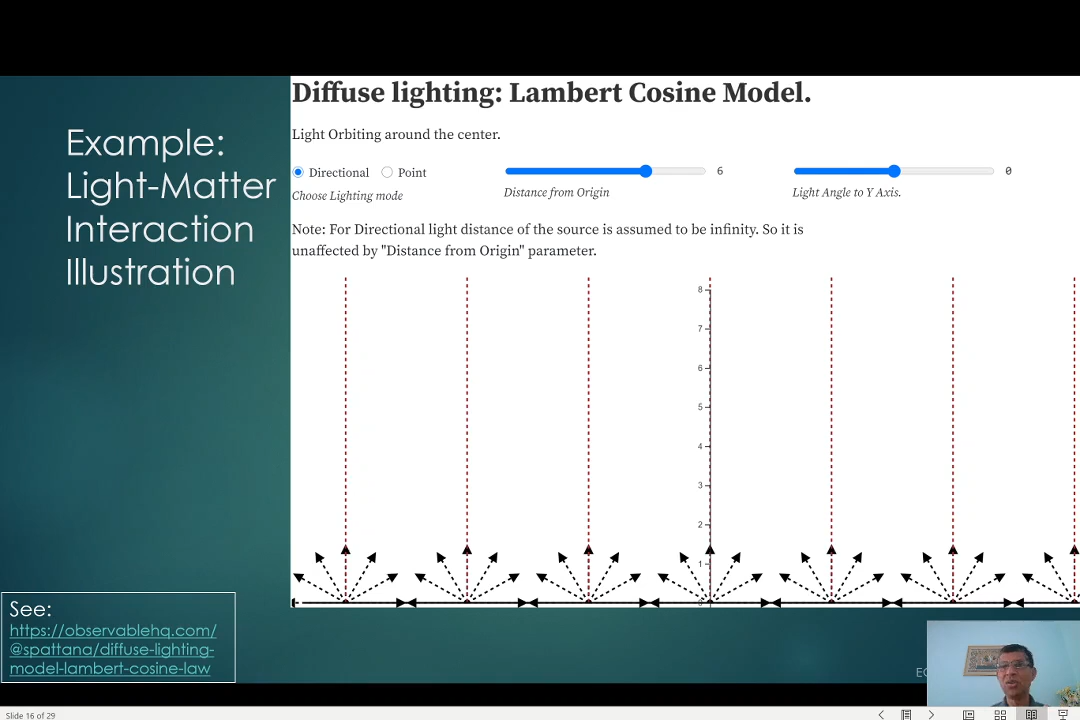 Diffuse lighting: Lambert Cosine Model.
Example:
Light-Matter
Interaction
Illustration
Light Orbiting around the center.
Directional Point
Choose Lighting mode
6
Distance from Origin
0
Light Angle to Y Axis.
Note: For Directional light distance of the source is assumed to be infinity. So it is
unaffected by "Distance from Origin" parameter.
8
7
6
5
4
3
2
1
See:
https://observablehq.com/
@spattana/diffuse-lighting-
model-lambert-cosine-law
Slide 16 of 29